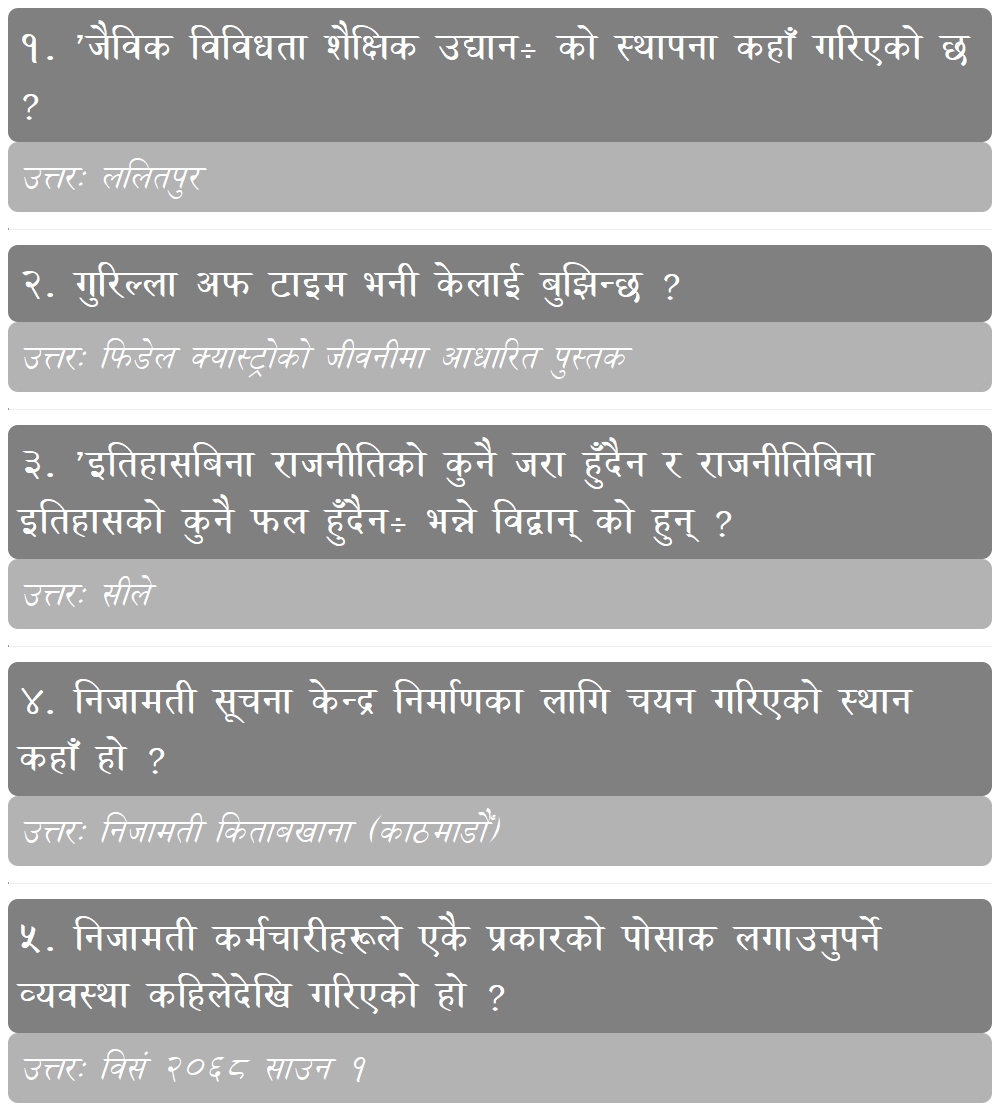 १. ’जैविक विविधता शैक्षिक उद्यान÷ को स्थापना कहाँ गरिएको छ
?
उत्तरः ललितपुर
२. गुरिल्ला अफ टाइम भनी केलाई बुझिन्छ ?
उत्तरः फिडेल क्यास्ट्रोको जीवनीमा आधारित पुस्तक
३. ’इतिहासबिना राजनीतिको कुनै जरा हुँदैन र राजनीतिबिना
इतिहासको कुनै फल हुँदैन÷ भन्ने विद्वान् को हुन् ?
उत्तरः सीले
४. निजामती सूचना केन्द्र निर्माणका लागि चयन गरिएको स्थान
कहाँ हो ?
उत्तरः निजामती किताबखाना (काठमाडौँ)
५. निजामती कर्मचारीहरूले एकै प्रकारको पोसाक लगाउनुपर्ने
व्यवस्था कहिलेदेखि गरिएको हो ?
उत्तरः विसं २०६८ साउन १